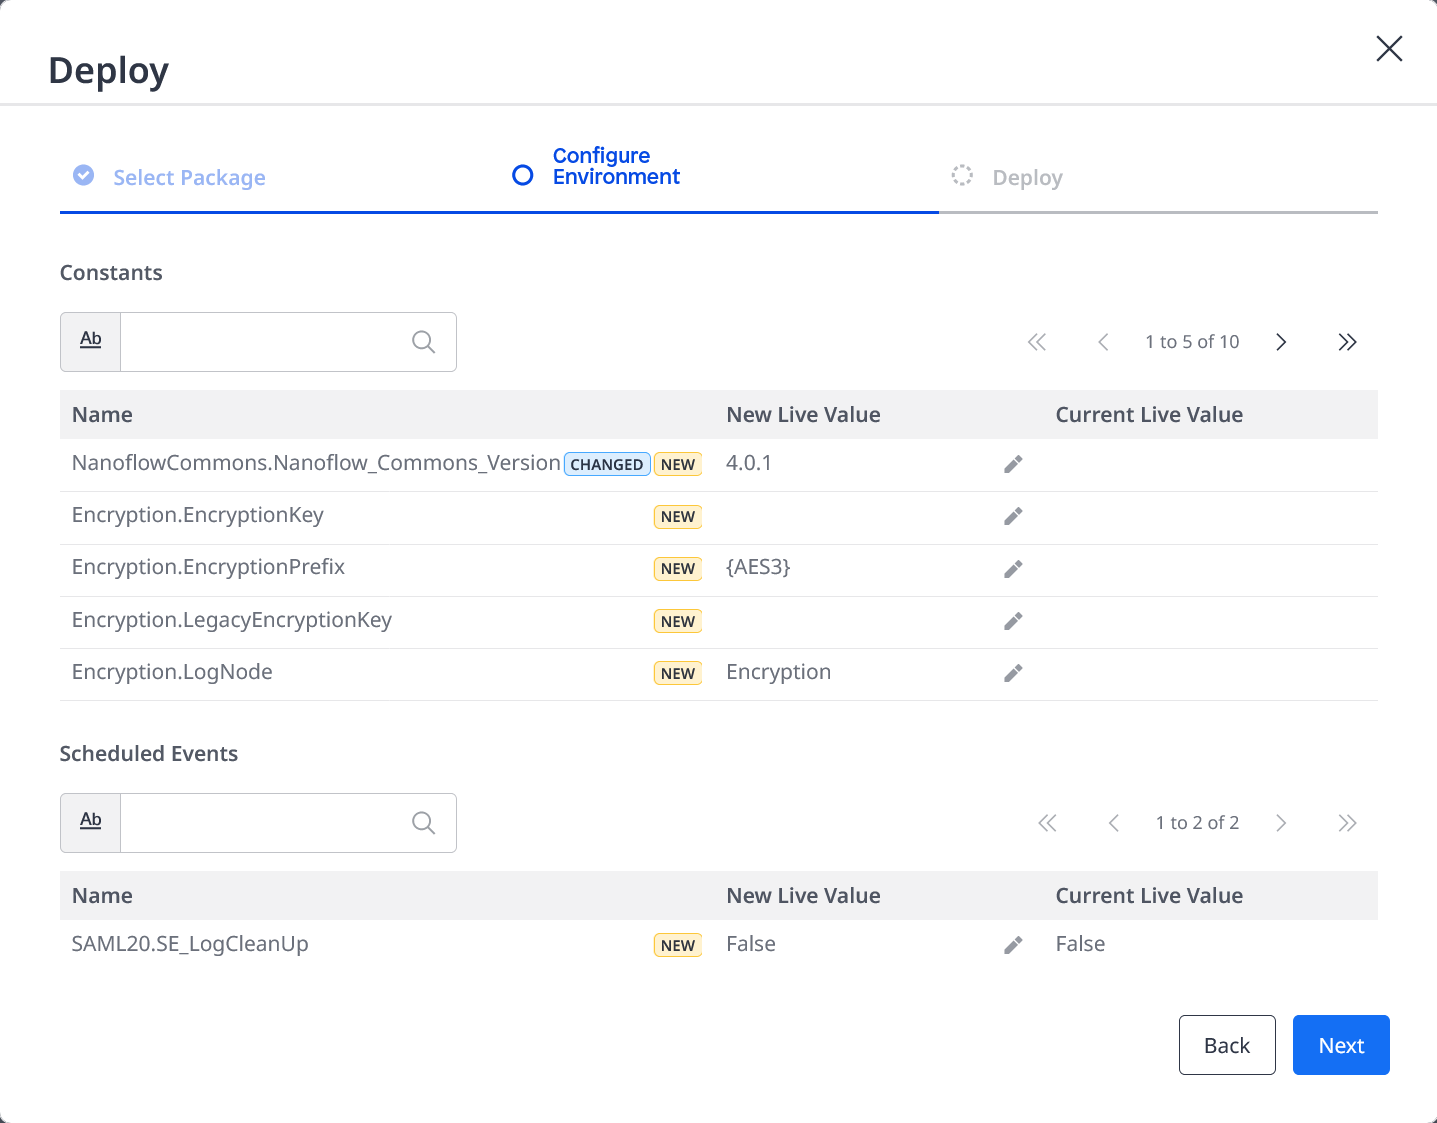 Deploy
Select Package
Configure
Environment
Deploy
Constants
Ab
1 to 5 of 10
Name New Live Value Current Live Value
NanoflowCommons.Nanoflow_Commons_Version CHANGED NEW 4.0.1
Encryption.EncryptionKey NEW
Encryption.EncryptionPrefix NEW {AES3}
Encryption.LegacyEncryptionKey NEW
Encryption.LogNode NEW Encryption
Scheduled Events
Ab
1 to 2 of 2
Name New Live Value Current Live Value
SAML20.SE_LogCleanUp NEW False False
Back Next